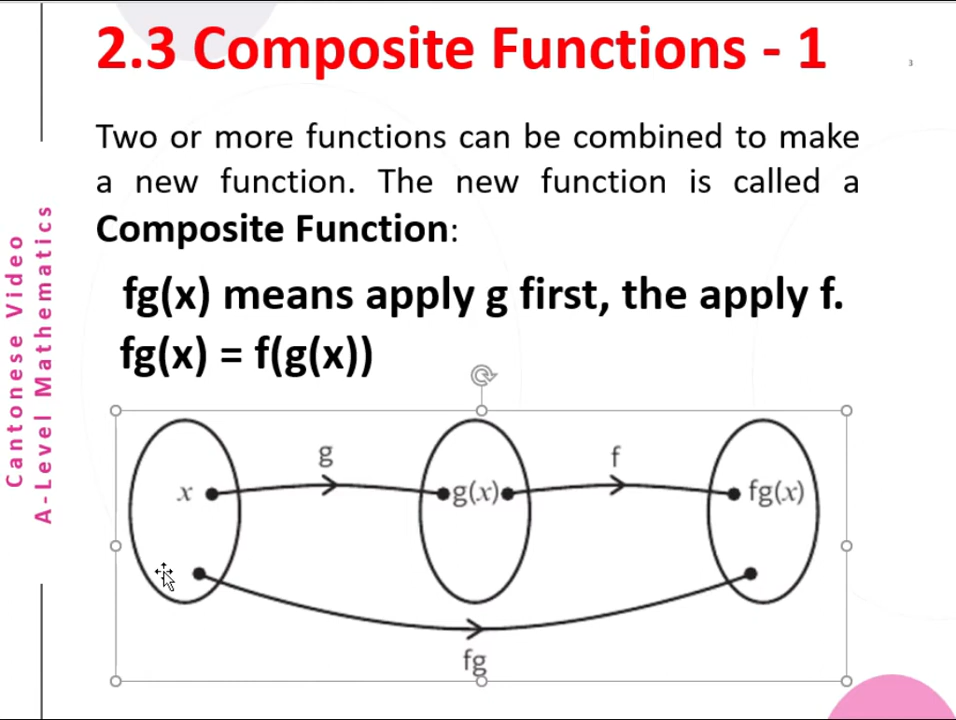 2.3 Composite Functions - 1
3
Two or more functions can be combined to make
a new function. The new function is called a
Composite Function:
fg(x) means apply g first, the apply f.
fg(x) = f(g(x))
g
f
x
g(x)
fg(x)
fg
Cantonese Video
A-Level Mathematics